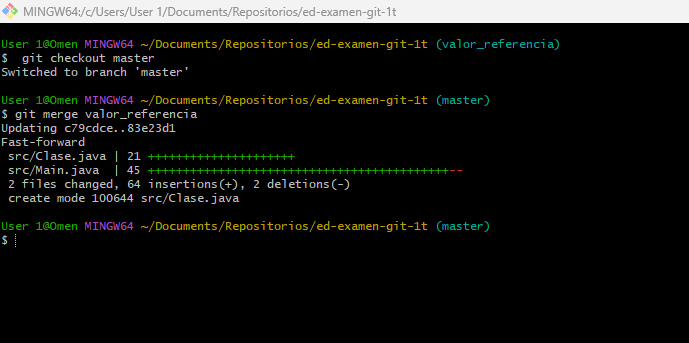 MINGW64:/c/Users/User 1/Documents/Repositorios/ed-examen-git-1t
User 1@Omen MINGW64 ~/Documents/Repositorios/ed-examen-git-1t (valor_referencia)
$  git checkout master
Switched to branch 'master'
User 1@Omen MINGW64 ~/Documents/Repositorios/ed-examen-git-1t (master)
$ git merge valor_referencia
Updating c79cdce..83e23d1
Fast-forward
 src/Clase.java | 21 +++++++++++++++++++++
 src/Main.java  | 45 +++++++++++++++++++++++++++++++++++++++++++--
 2 files changed, 64 insertions(+), 2 deletions(-)
 create mode 100644 src/Clase.java
User 1@Omen MINGW64 ~/Documents/Repositorios/ed-examen-git-1t (master)
$